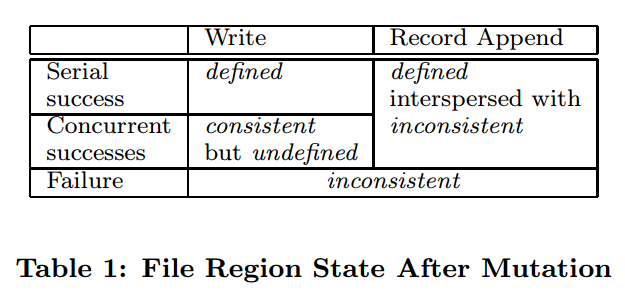 Write Record Append
Serial defined defined
success interspersed with
Concurrent consistent inconsistent
successes but undefined
Failure inconsistent
Table 1: File Region State After Mutation